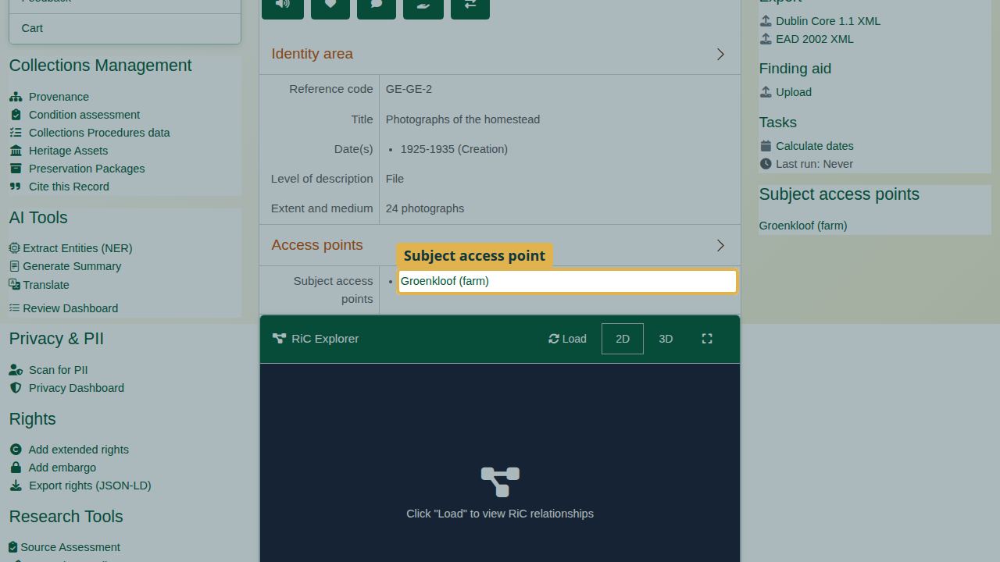 Cart
Collections Management
Provenance
Condition assessment
Collections Procedures data
Heritage Assets
Preservation Packages
Cite this Record
AI Tools
Extract Entities (NER)
Generate Summary
Translate
Review Dashboard
Privacy & PII
Scan for PII
Privacy Dashboard
Rights
Add extended rights
Add embargo
Export rights (JSON-LD)
Research Tools
Source Assessment
Identity area
Reference code GE-GE-2
Title Photographs of the homestead
Date(s) • 1925-1935 (Creation)
Level of description File
Extent and medium 24 photographs
Access points
Subject access point
Subject access • Groenkloof (farm)
points
RiC Explorer Load 2D 3D
Click "Load" to view RiC relationships
Dublin Core 1.1 XML
EAD 2002 XML
Finding aid
Upload
Tasks
Calculate dates
Last run: Never
Subject access points
Groenkloof (farm)